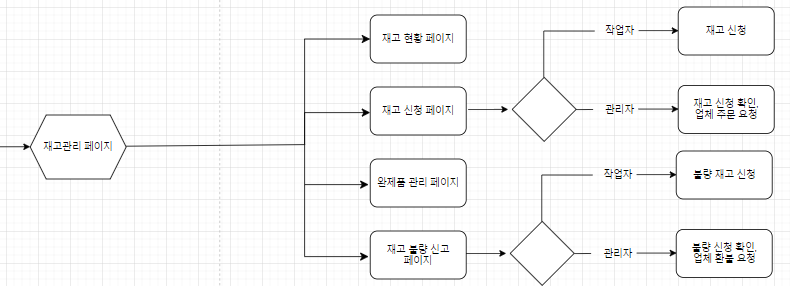 재고관리 페이지
재고 현황 페이지
재고 신청 페이지
작업자
재고 신청
관리자
재고 신청 확인,
업체 주문 요청
완제품 관리 페이지
재고 불량 신고
페이지
작업자
불량 재고 신청
관리자
불량 신청 확인,
업체 환불 요청